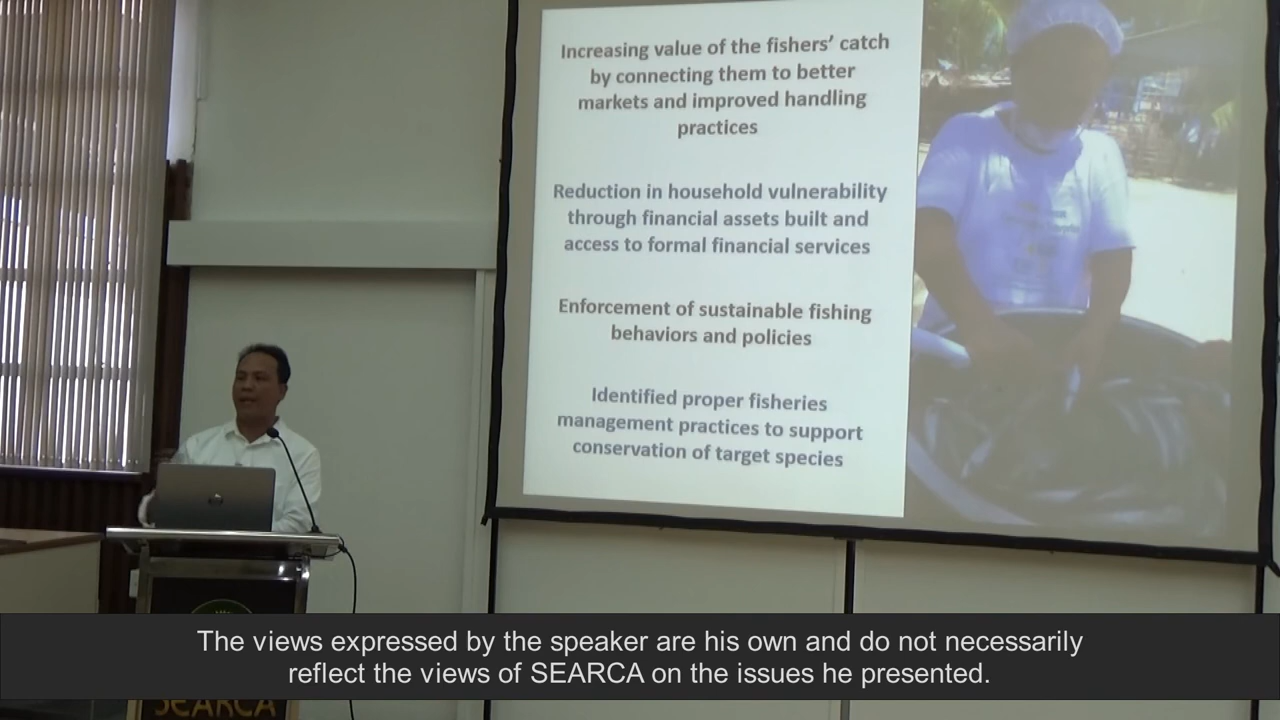 Increasing value of the fishers' catch
by connecting them to better
markets and improved handling
practices
Reduction in household vulnerability
through financial assets built and
access to formal financial services
Enforcement of sustainable fishing
behaviors and policies
Identified proper fisheries
management practices to support
conservation of target species
The views expressed by the speaker are his own and do not necessarily
reflect the views of SEARCA on the issues he presented.
SEARCA